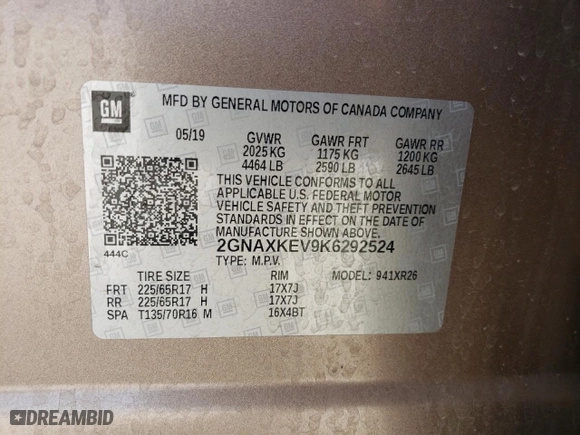 GM
MFD BY GENERAL MOTORS OF CANADA COMPANY
05/19 GVWR GAWR FRT GAWR RR
2025 KG 1175 KG 1200 KG
4464 LB 2590 LB 2645 LB
THIS VEHICLE CONFORMS TO ALL
APPLICABLE U.S. FEDERAL MOTOR
VEHICLE SAFETY AND THEFT PREVENTION
STANDARDS IN EFFECT ON THE DATE OF
MANUFACTURE SHOWN ABOVE.
2GNAXKEV9K6292524
444C TYPE: M.P.V.
TIRE SIZE RIM MODEL: 941XR26
FRT 225/65R17 H 17X7J
RR 225/65R17 H 17X7J
SPA T135/70R16 M 16X4BT
DREAMBID